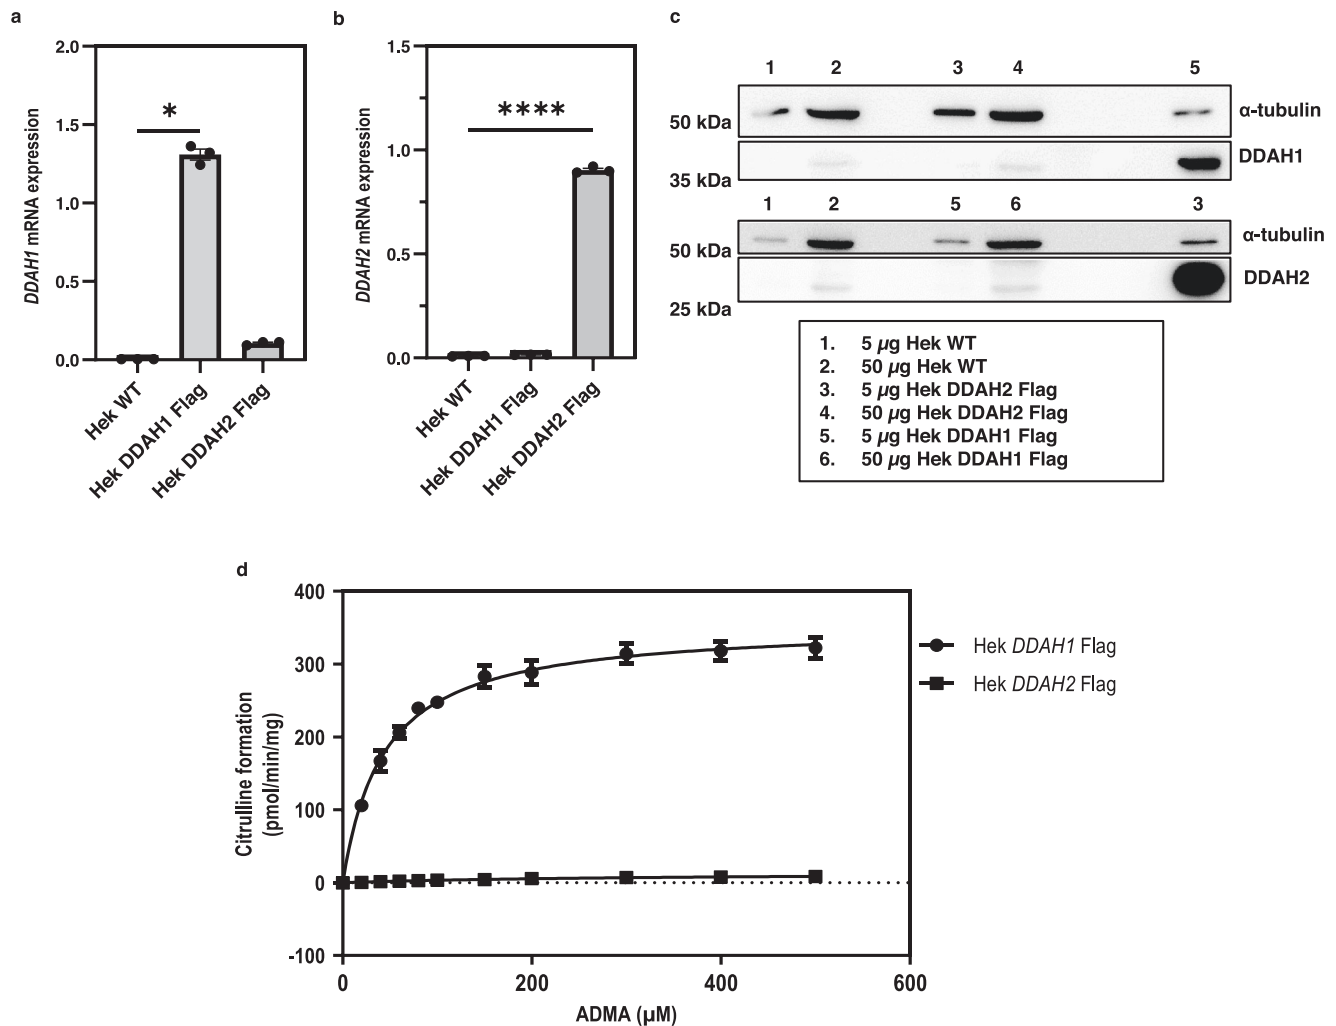 a
2.0
1.5
1.0
0.5
0.0
DDAH1 mRNA expression
*
Hek WT
Hek DDAH1 Flag
Hek DDAH2 Flag
b
1.5
1.0
0.5
0.0
DDAH2 mRNA expression
****
Hek WT
Hek DDAH1 Flag
Hek DDAH2 Flag
c
1 2 3 4 5
50 kDa
α-tubulin
35 kDa
DDAH1
1 2 5 6 3
50 kDa
α-tubulin
25 kDa
DDAH2
1. 5 µg Hek WT
2. 50 µg Hek WT
3. 5 µg Hek DDAH2 Flag
4. 50 µg Hek DDAH2 Flag
5. 5 µg Hek DDAH1 Flag
6. 50 µg Hek DDAH1 Flag
d
400
300
200
100
0
-100
Citrulline formation
(pmol/min/mg)
0 200 400 600
ADMA (µM)
Hek DDAH1 Flag
Hek DDAH2 Flag